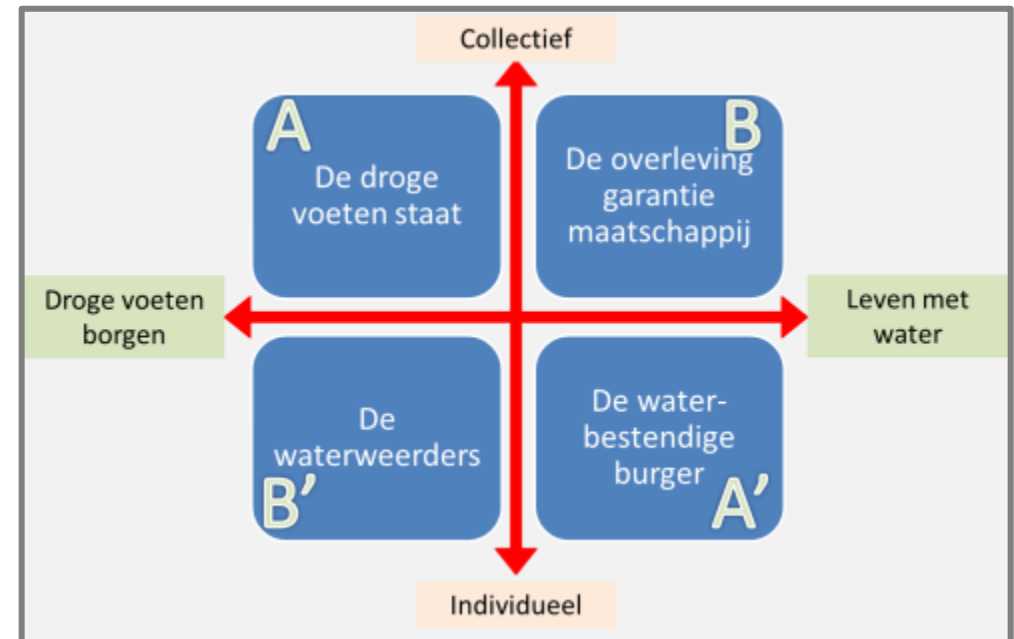 Collectief
A
De droge
voeten staat
B
De overleving
garantie
maatschappij
Droge voeten
borgen
Leven met
water
De
waterweerders
B’
De water-
bestendige
burger
A’
Individueel